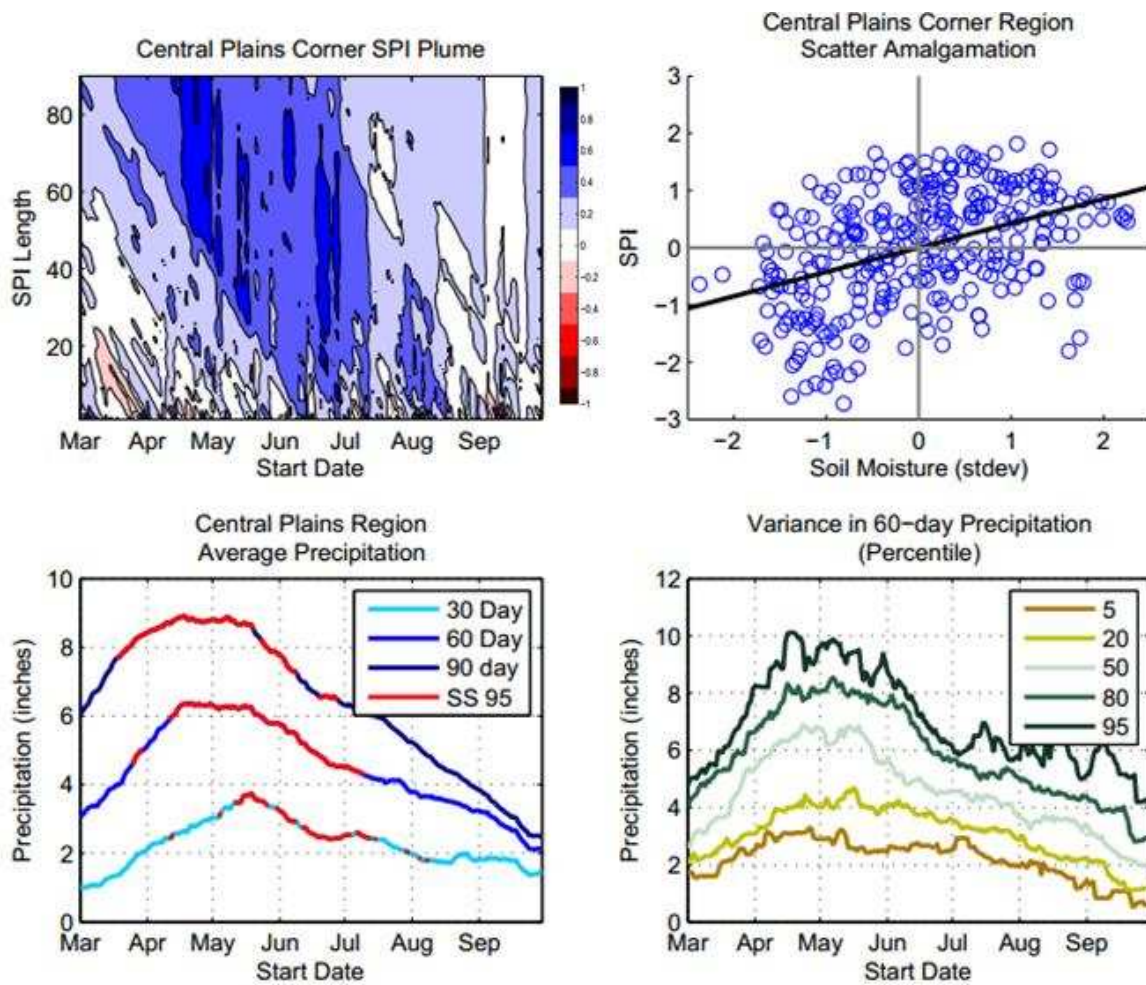 Central Plains Corner SPI Plume
SPI Length
80
60
40
20
Mar Apr May Jun Jul Aug Sep
Start Date
1
0.8
0.6
0.4
0.2
0
−0.2
−0.4
−0.6
−0.8
−1
Central Plains Corner Region
Scatter Amalgamation
SPI
3
2
1
0
−1
−2
−3
−2 −1 0 1 2
Soil Moisture (stdev)
Central Plains Region
Average Precipitation
Precipitation (inches)
10
8
6
4
2
0
30 Day
60 Day
90 day
SS 95
Mar Apr May Jun Jul Aug Sep
Start Date
Variance in 60−day Precipitation
(Percentile)
Precipitation (inches)
12
10
8
6
4
2
0
5
20
50
80
95
Mar Apr May Jun Jul Aug Sep
Start Date